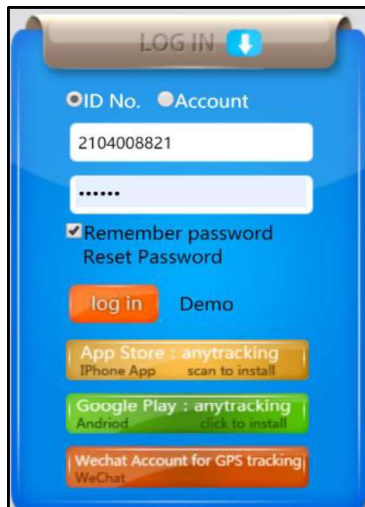 LOG IN
ID No. Account
2104008821
••••••
Remember password
Reset Password
log in Demo
App Store : anytracking
IPhone App scan to install
Google Play : anytracking
Andriod click to install
Wechat Account for GPS tracking
WeChat